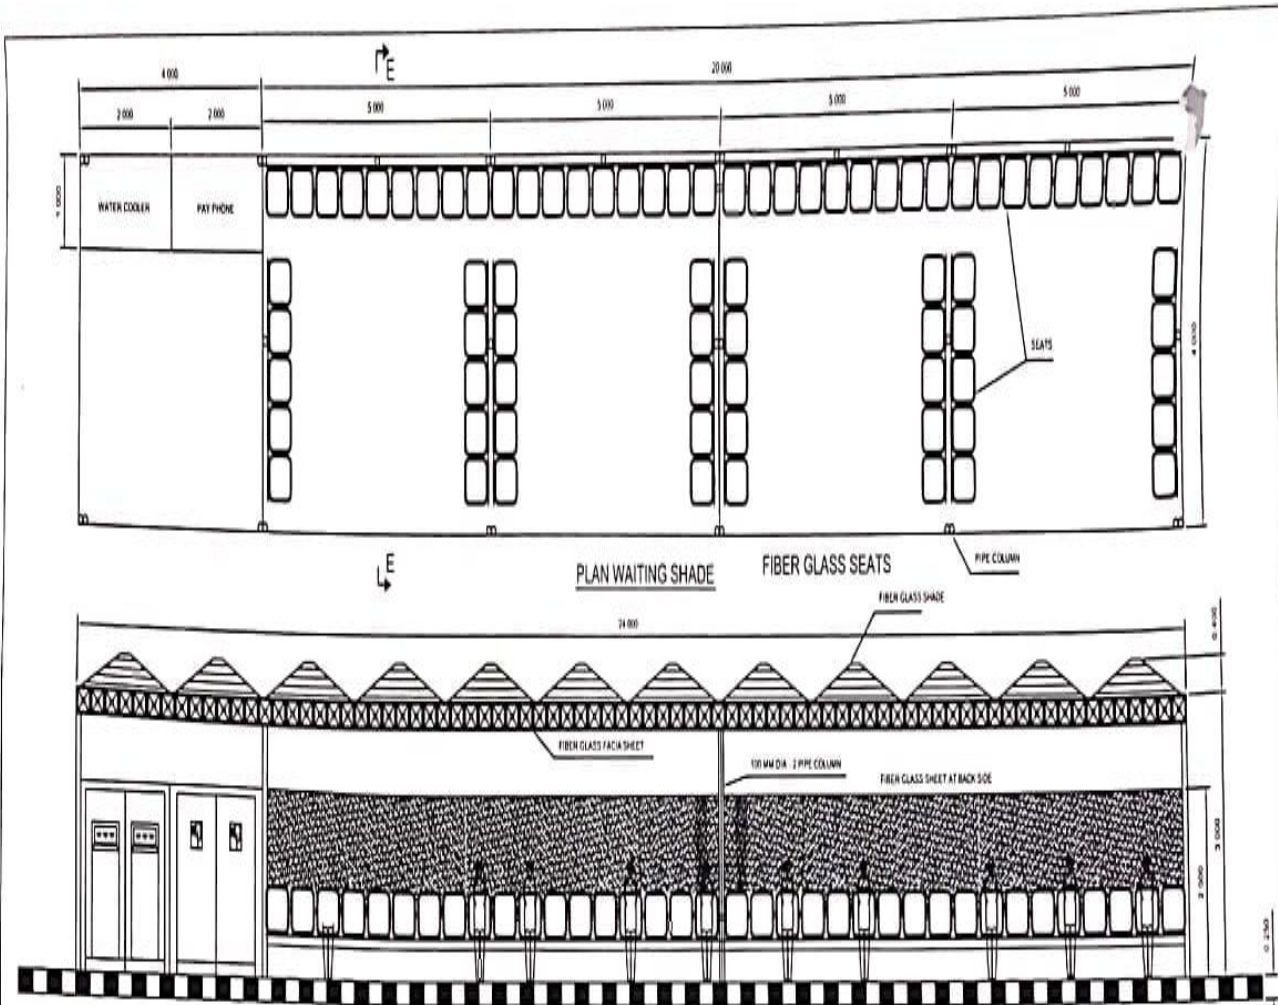 E
4 000
20 000
2 000
2 000
5 000
5 000
5 000
5 000
1 000
WATER COOLER
PAY PHONE
SEATS
4 000
E
PLAN WAITING SHADE
FIBER GLASS SEATS
PIPE COLUMN
FIBER GLASS SHADE
24 000
FIBER GLASS FACIA SHEET
100 MM DIA - 2 PIPE COLUMN
FIBER GLASS SHEET AT BACK SIDE
3 000
2 000
0 250